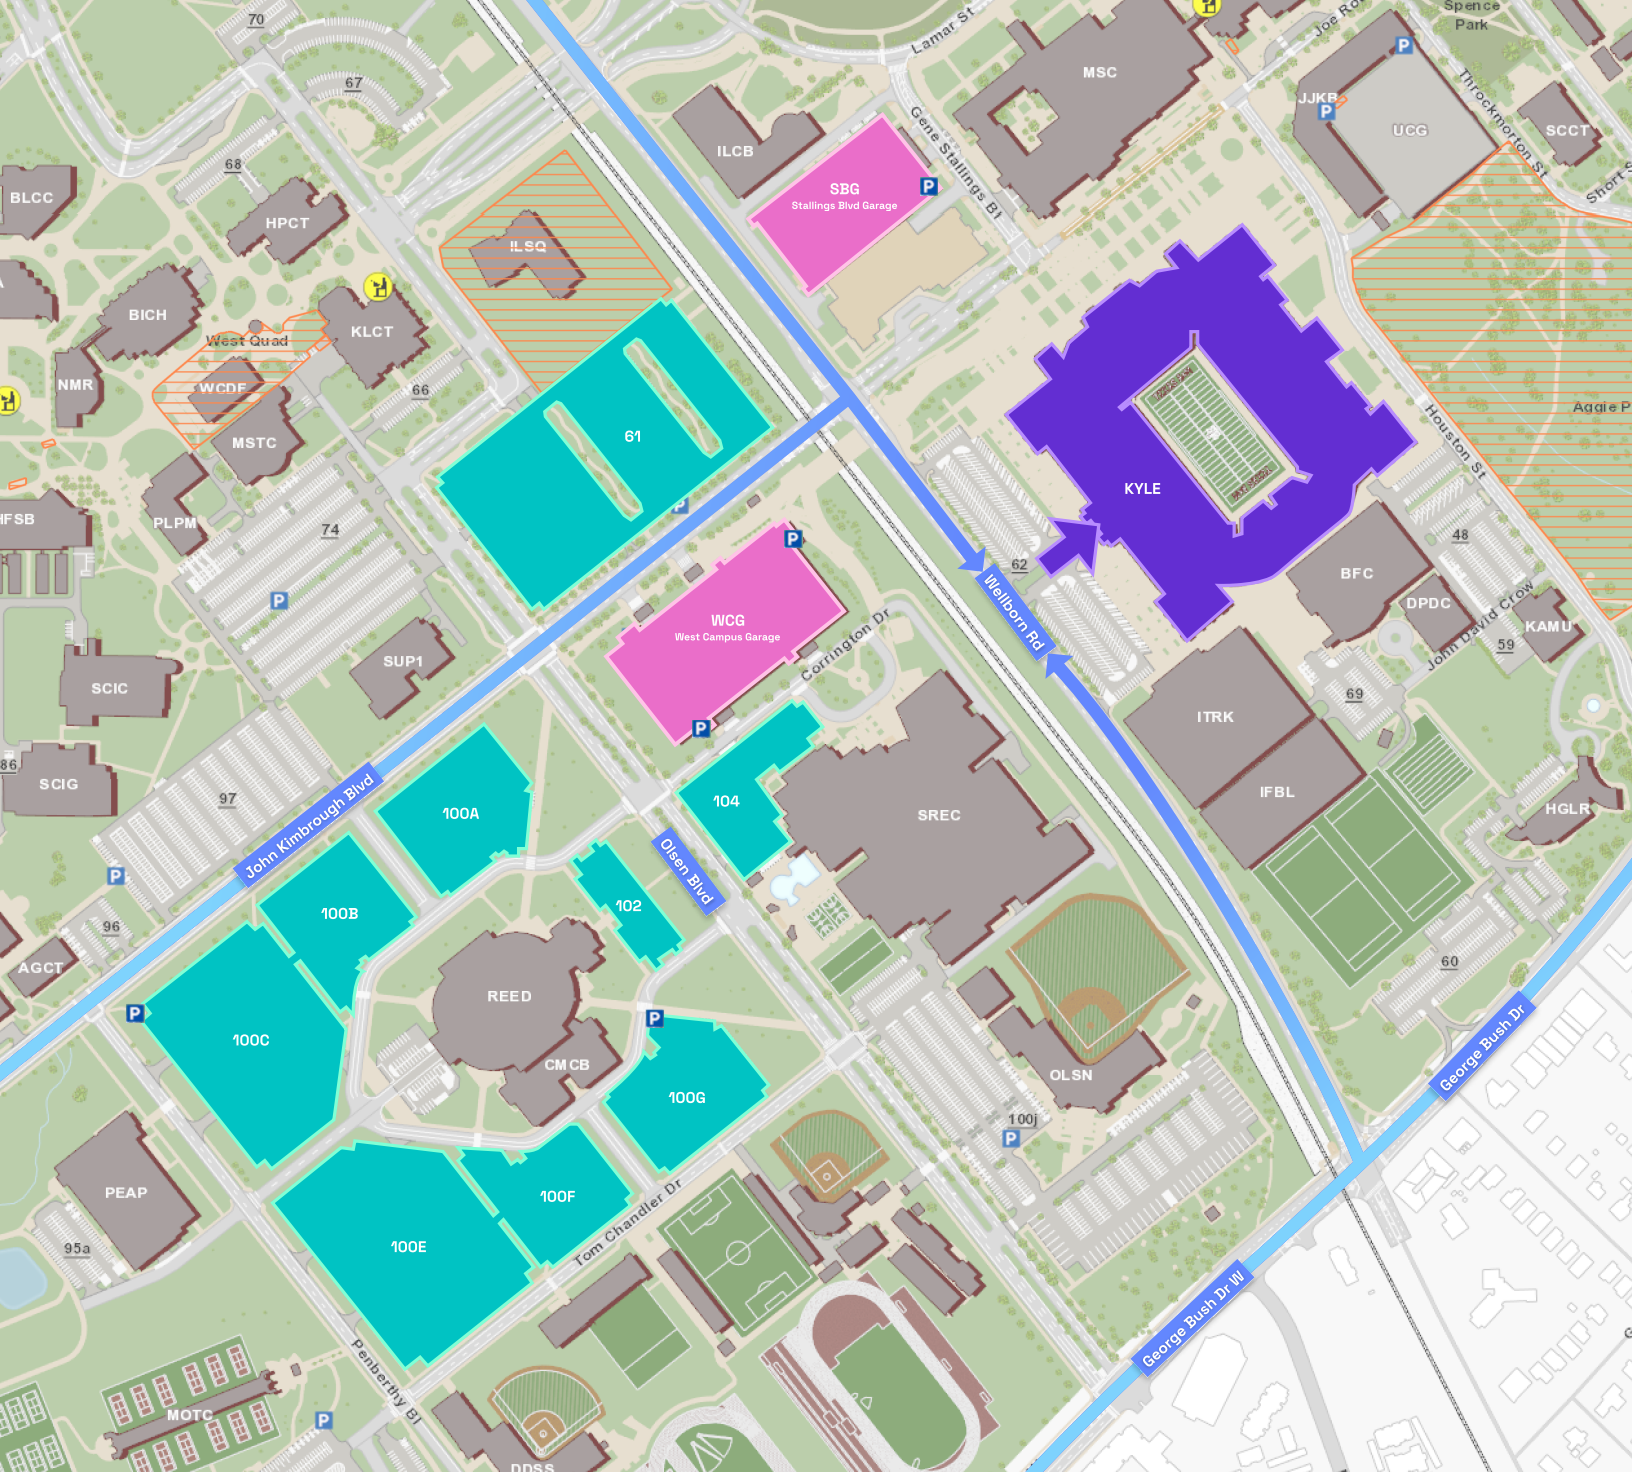 70
67
Lamar St
MSC
Spence
Park
Throckmorton St
JJKB
P
P
UCG
SCCT
Short S
68
ILCB
Gene Stallings Bl
SBG
Stallings Blvd Garage
P
BLCC
HPCT
ILSQ
BICH
KLCT
West Quad
NMR
WCDF
66
MSTC
61
Aggie P
Houston St
KYLE
PLPM
74
P
P
P
48
62
BFC
DPDC
John David Crow
KAMU
59
Wellborn Rd
WCG
West Campus Garage
P
Corrington Dr
SUP1
SCIC
69
ITRK
IFBL
SCIG
86
97
John Kimbrough Blvd
100A
104
SREC
HGLR
Olsen Blvd
P
100B
102
96
AGCT
REED
60
P
100C
P
CMCB
OLSN
George Bush Dr
100G
100j
P
PEAP
100F
Tom Chandler Dr
95a
100E
George Bush Dr W
Penberthy Bl
MOTC
P
DDSS